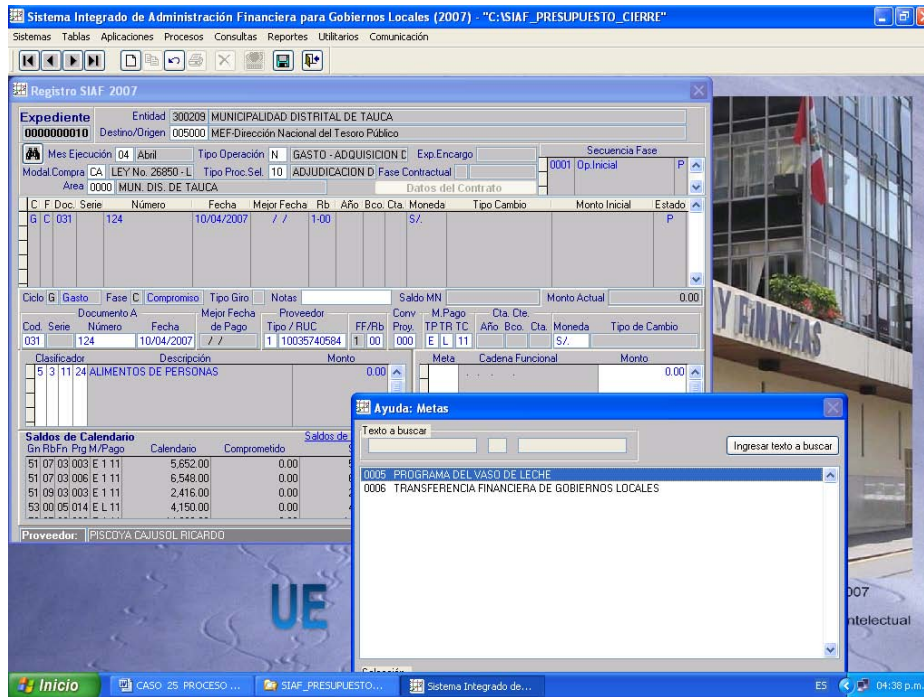 Sistema Integrado de Administración Financiera para Gobiernos Locales (2007) - "C:\SIAF_PRESUPUESTO_CIERRE"
Sistemas Tablas Aplicaciones Procesos Consultas Reportes Utilitarios Comunicación
Registro SIAF 2007
Expediente Entidad 300209 MUNICIPALIDAD DISTRITAL DE TAUCA
0000000010 Destino/Origen 005000 MEF-Dirección Nacional del Tesoro Público
Mes Ejecución 04 Abril Tipo Operación N GASTO - ADQUISICION D Exp.Encargo Secuencia Fase
0001 Op.Inicial P
Modal.Compra CA LEY No. 26850 - L Tipo Proc.Sel. 10 ADJUDICACION D Fase Contractual
Area 0000 MUN. DIS. DE TAUCA Datos del Contrato
C F Doc. Serie Número Fecha Mejor Fecha Rb Año Bco. Cta. Moneda Tipo Cambio Monto Inicial Estado
G C 031 124 10/04/2007 / / 1-00 S/. P
Ciclo G Gasto Fase C Compromiso Tipo Giro Notas Saldo MN Monto Actual 0.00
Documento A Mejor Fecha Proveedor Conv M.Pago Cta. Cte.
Cod. Serie Número Fecha de Pago Tipo / RUC FF/Rb Proy. TP TR TC Año Bco. Cta. Moneda Tipo de Cambio
031 124 10/04/2007 / / 1 10035740584 1 00 000 E L 11 S/.
Clasificador Descripción Monto Meta Cadena Funcional Monto
5 3 11 24 ALIMENTOS DE PERSONAS 0.00 . . . . 0.00
Saldos de Calendario Saldos de
Gn Rb Fn Prg M/Pago Calendario Comprometido
51 07 03 003 E 1 11 5,652.00 0.00
51 07 03 006 E 1 11 6,548.00 0.00
51 09 03 003 E 1 11 2,416.00 0.00
53 00 05 014 E L 11 4,150.00 0.00
Proveedor: PISCOYA CAJUSOL RICARDO
Ayuda: Metas
Texto a buscar
Ingresar texto a buscar
0005 PROGRAMA DEL VASO DE LECHE
0006 TRANSFERENCIA FINANCIERA DE GOBIERNOS LOCALES
Y FINANZAS
UE
007
ntelectual
Inicio CASO 25 PROCESO ... SIAF_PRESUPUESTO... Sistema Integrado de... ES 04:38 p.m.